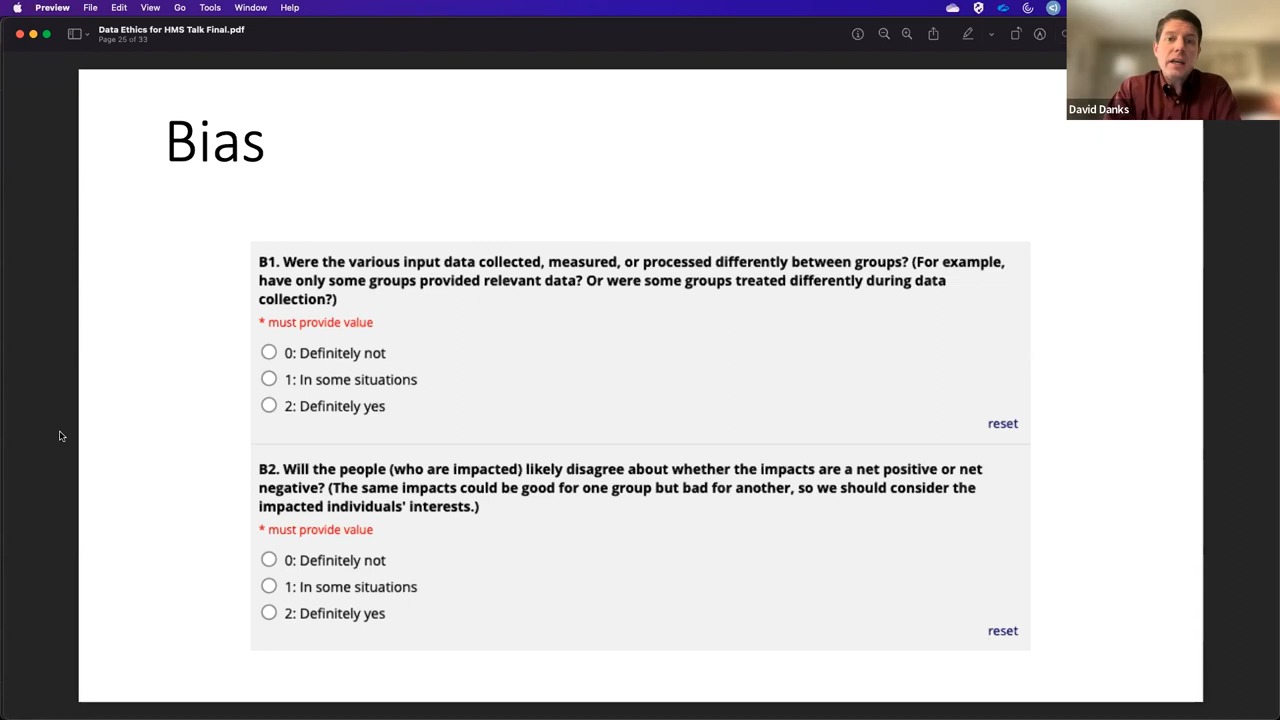 Preview File Edit View Go Tools Window Help
Data Ethics for HMS Talk Final.pdf
Page 25 of 33
David Danks
Bias
B1. Were the various input data collected, measured, or processed differently between groups? (For example,
have only some groups provided relevant data? Or were some groups treated differently during data
collection?)
* must provide value
0: Definitely not
1: In some situations
2: Definitely yes
reset
B2. Will the people (who are impacted) likely disagree about whether the impacts are a net positive or net
negative? (The same impacts could be good for one group but bad for another, so we should consider the
impacted individuals' interests.)
* must provide value
0: Definitely not
1: In some situations
2: Definitely yes
reset